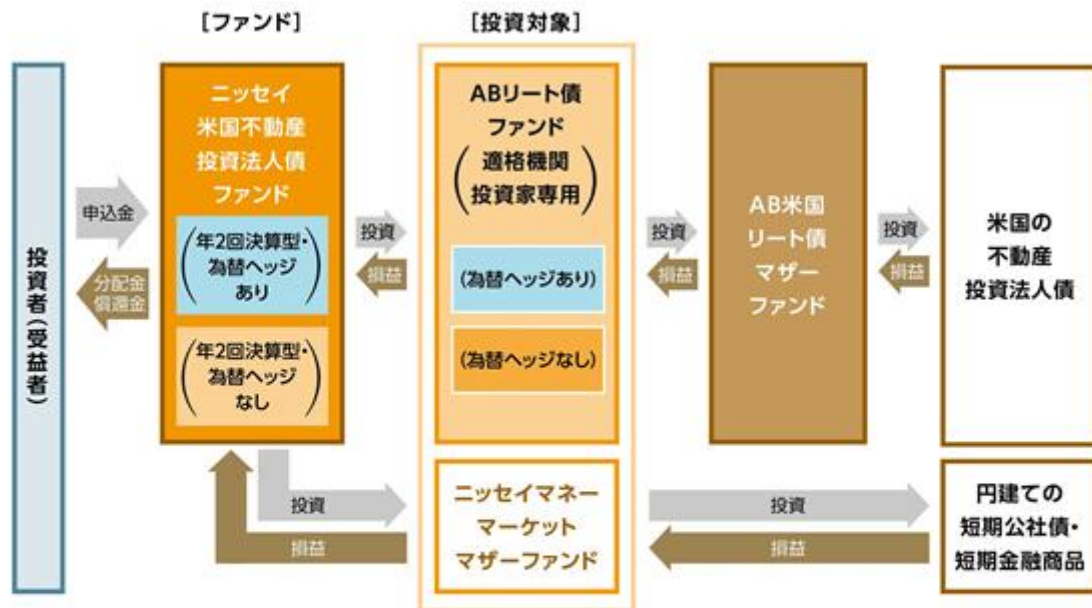 [ファンド]
[投資対象]
投資者(受益者)
申込金
分配金
償還金
ニッセイ
米国不動産
投資法人債
ファンド
(年2回決算型・
為替ヘッジ
あり)
(年2回決算型・
為替ヘッジ
なし)
投資
損益
ABリート債
ファンド
(適格機関
投資家専用)
(為替ヘッジあり)
(為替ヘッジなし)
投資
損益
AB米国
リート債
マザー
ファンド
投資
損益
米国の
不動産
投資法人債
投資
損益
ニッセイマネー
マーケット
マザーファンド
投資
損益
円建ての
短期公社債・
短期金融商品